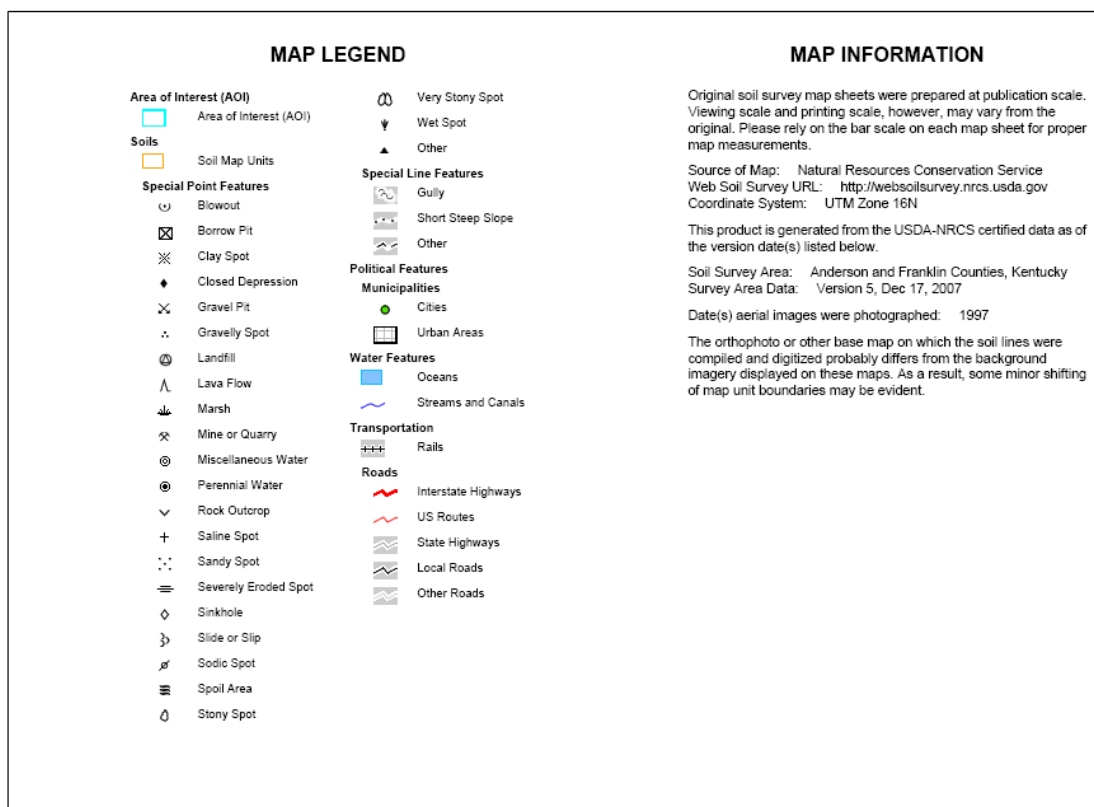 MAP LEGEND
Area of Interest (AOI)
Area of Interest (AOI)
Soils
Soil Map Units
Special Point Features
Blowout
Borrow Pit
Clay Spot
Closed Depression
Gravel Pit
Gravelly Spot
Landfill
Lava Flow
Marsh
Mine or Quarry
Miscellaneous Water
Perennial Water
Rock Outcrop
Saline Spot
Sandy Spot
Severely Eroded Spot
Sinkhole
Slide or Slip
Sodic Spot
Spoil Area
Stony Spot
Very Stony Spot
Wet Spot
Other
Special Line Features
Gully
Short Steep Slope
Other
Political Features
Municipalities
Cities
Urban Areas
Water Features
Oceans
Streams and Canals
Transportation
Rails
Roads
Interstate Highways
US Routes
State Highways
Local Roads
Other Roads
MAP INFORMATION
Original soil survey map sheets were prepared at publication scale.
Viewing scale and printing scale, however, may vary from the
original. Please rely on the bar scale on each map sheet for proper
map measurements.
Source of Map: Natural Resources Conservation Service
Web Soil Survey URL: http://websoilsurvey.nrcs.usda.gov
Coordinate System: UTM Zone 16N
This product is generated from the USDA-NRCS certified data as of
the version date(s) listed below.
Soil Survey Area: Anderson and Franklin Counties, Kentucky
Survey Area Data: Version 5, Dec 17, 2007
Date(s) aerial images were photographed: 1997
The orthophoto or other base map on which the soil lines were
compiled and digitized probably differs from the background
imagery displayed on these maps. As a result, some minor shifting
of map unit boundaries may be evident.